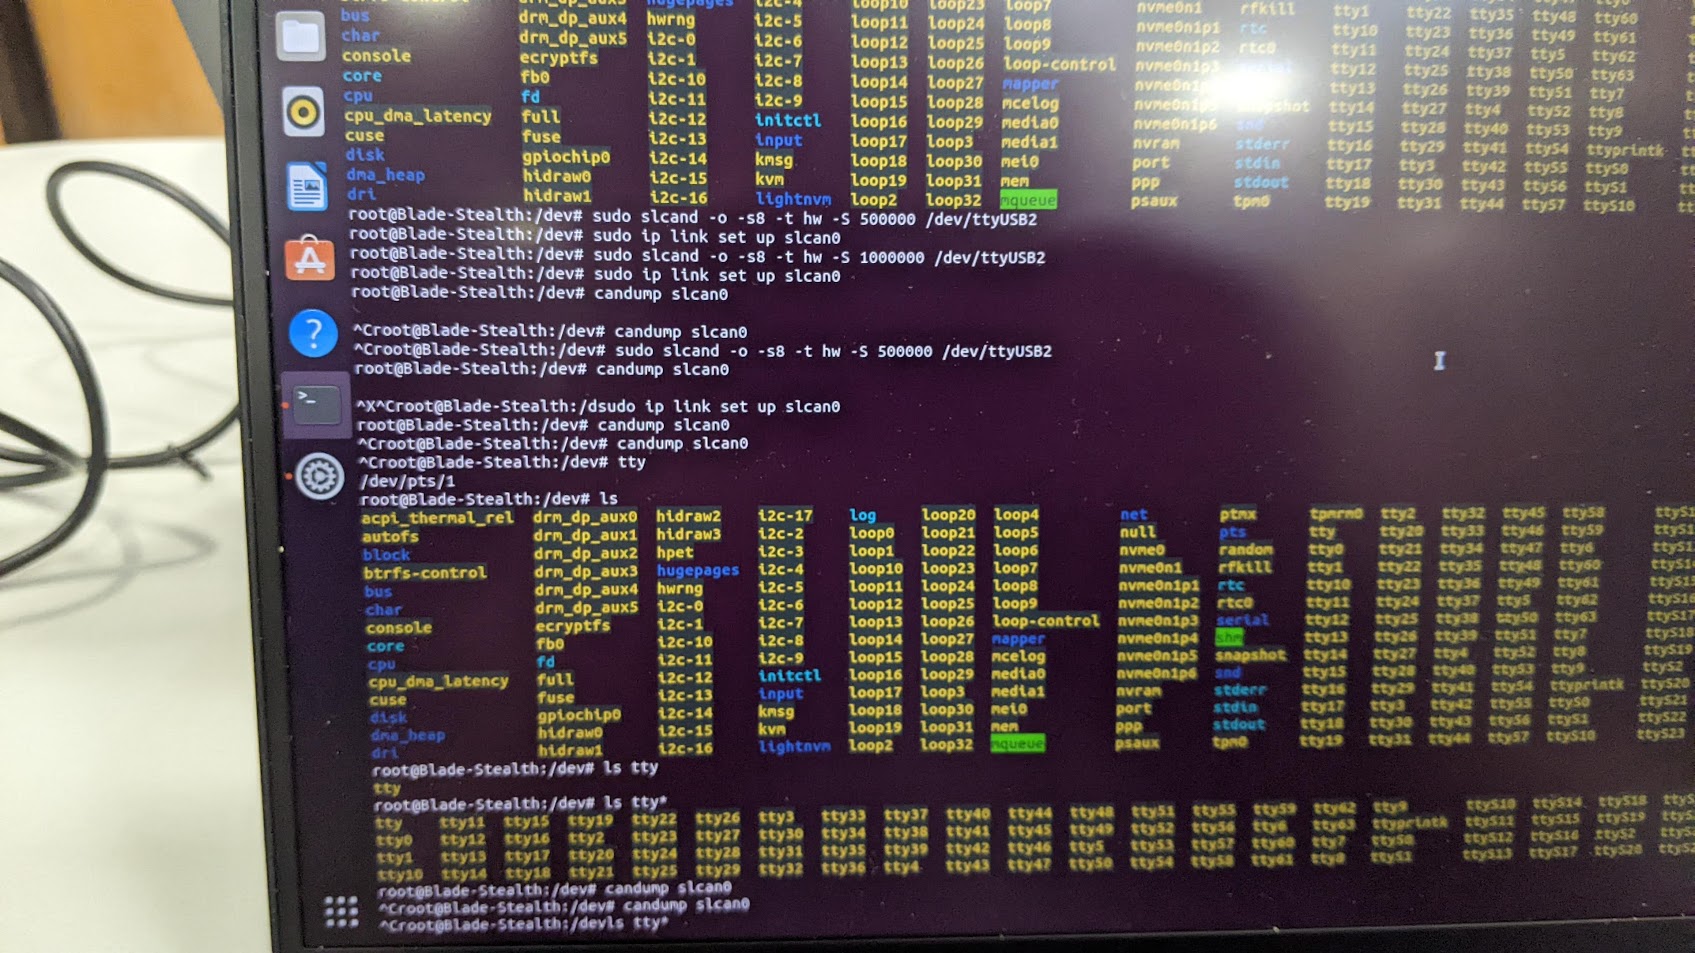 bus drm_dp_aux4 hwrng i2c-5 loop11 loop24 loop8 nvme0n1p1 rtc tty10 tty23 tty36 tty49 tty61
char drm_dp_aux5 i2c-0 i2c-6 loop12 loop25 loop9 nvme0n1p2 rtc0 tty11 tty24 tty37 tty5 tty62
console ecryptfs i2c-1 i2c-7 loop13 loop26 loop-control nvme0n1p3 tty12 tty25 tty38 tty50 tty63
core fb0 i2c-10 i2c-8 loop14 loop27 mapper tty13 tty26 tty39 tty51 tty7
cpu fd i2c-11 i2c-9 loop15 loop28 mcelog tty14 tty27 tty4 tty52 tty8
cpu_dma_latency full i2c-12 initctl loop16 loop29 media0 nvme0n1p6 snd tty15 tty28 tty40 tty53 tty9
cuse fuse i2c-13 input loop17 loop3 media1 nvram stderr tty16 tty29 tty41 tty54 ttyprintk
disk gpiochip0 i2c-14 kmsg loop18 loop30 mei0 port stdin tty17 tty3 tty42 tty55 ttyS0
dma_heap hidraw0 i2c-15 kvm loop19 loop31 mem ppp stdout tty18 tty30 tty43 tty56 ttyS1
dri hidraw1 i2c-16 lightnvm loop2 loop32 mqueue psaux tpm0 tty19 tty31 tty44 tty57 ttyS10
root@Blade-Stealth:/dev# sudo slcand -o -s8 -t hw -S 500000 /dev/ttyUSB2
root@Blade-Stealth:/dev# sudo ip link set up slcan0
root@Blade-Stealth:/dev# sudo slcand -o -s8 -t hw -S 1000000 /dev/ttyUSB2
root@Blade-Stealth:/dev# sudo ip link set up slcan0
root@Blade-Stealth:/dev# candump slcan0
^Croot@Blade-Stealth:/dev# candump slcan0
^Croot@Blade-Stealth:/dev# sudo slcand -o -s8 -t hw -S 500000 /dev/ttyUSB2
root@Blade-Stealth:/dev# candump slcan0
^X^Croot@Blade-Stealth:/dsudo ip link set up slcan0
root@Blade-Stealth:/dev# candump slcan0
^Croot@Blade-Stealth:/dev# candump slcan0
^Croot@Blade-Stealth:/dev# tty
/dev/pts/1
root@Blade-Stealth:/dev# ls
acpi_thermal_rel drm_dp_aux0 hidraw2 i2c-17 log loop20 loop4 net ptmx tpmrm0 tty2 tty32 tty45 tty58
autofs drm_dp_aux1 hidraw3 i2c-2 loop0 loop21 loop5 null pts tty tty20 tty33 tty46 tty59
block drm_dp_aux2 hpet i2c-3 loop1 loop22 loop6 nvme0 random tty0 tty21 tty34 tty47 tty6
btrfs-control drm_dp_aux3 hugepages i2c-4 loop10 loop23 loop7 nvme0n1 rfkill tty1 tty22 tty35 tty48 tty60
bus drm_dp_aux4 hwrng i2c-5 loop11 loop24 loop8 nvme0n1p1 rtc tty10 tty23 tty36 tty49 tty61
char drm_dp_aux5 i2c-0 i2c-6 loop12 loop25 loop9 nvme0n1p2 rtc0 tty11 tty24 tty37 tty5 tty62
console ecryptfs i2c-1 i2c-7 loop13 loop26 loop-control nvme0n1p3 serial tty12 tty25 tty38 tty50 tty63
core fb0 i2c-10 i2c-8 loop14 loop27 mapper nvme0n1p4 shm tty13 tty26 tty39 tty51 tty7
cpu fd i2c-11 i2c-9 loop15 loop28 mcelog nvme0n1p5 snapshot tty14 tty27 tty4 tty52 tty8
cpu_dma_latency full i2c-12 initctl loop16 loop29 media0 nvme0n1p6 snd tty15 tty28 tty40 tty53 tty9
cuse fuse i2c-13 input loop17 loop3 media1 nvram stderr tty16 tty29 tty41 tty54 ttyprintk
disk gpiochip0 i2c-14 kmsg loop18 loop30 mei0 port stdin tty17 tty3 tty42 tty55 ttyS0
dma_heap hidraw0 i2c-15 kvm loop19 loop31 mem ppp stdout tty18 tty30 tty43 tty56 ttyS1
dri hidraw1 i2c-16 lightnvm loop2 loop32 mqueue psaux tpm0 tty19 tty31 tty44 tty57 ttyS10
root@Blade-Stealth:/dev# ls tty
tty
root@Blade-Stealth:/dev# ls tty*
tty tty11 tty15 tty19 tty22 tty26 tty3 tty33 tty37 tty40 tty44 tty48 tty51 tty55 tty59 tty62 tty9 ttyS10 ttyS14 ttyS18
tty0 tty12 tty16 tty2 tty23 tty27 tty30 tty34 tty38 tty41 tty45 tty49 tty52 tty56 tty6 tty63 ttyprintk ttyS11 ttyS15 ttyS19
tty1 tty13 tty17 tty20 tty24 tty28 tty31 tty35 tty39 tty42 tty46 tty5 tty53 tty57 tty60 tty7 ttyS0 ttyS12 ttyS16 ttyS2
tty10 tty14 tty18 tty21 tty25 tty29 tty32 tty36 tty4 tty43 tty47 tty50 tty54 tty58 tty61 tty8 ttyS1 ttyS13 ttyS17 ttyS20
root@Blade-Stealth:/dev# candump slcan0
^Croot@Blade-Stealth:/dev# candump slcan0
^Croot@Blade-Stealth:/devls tty*